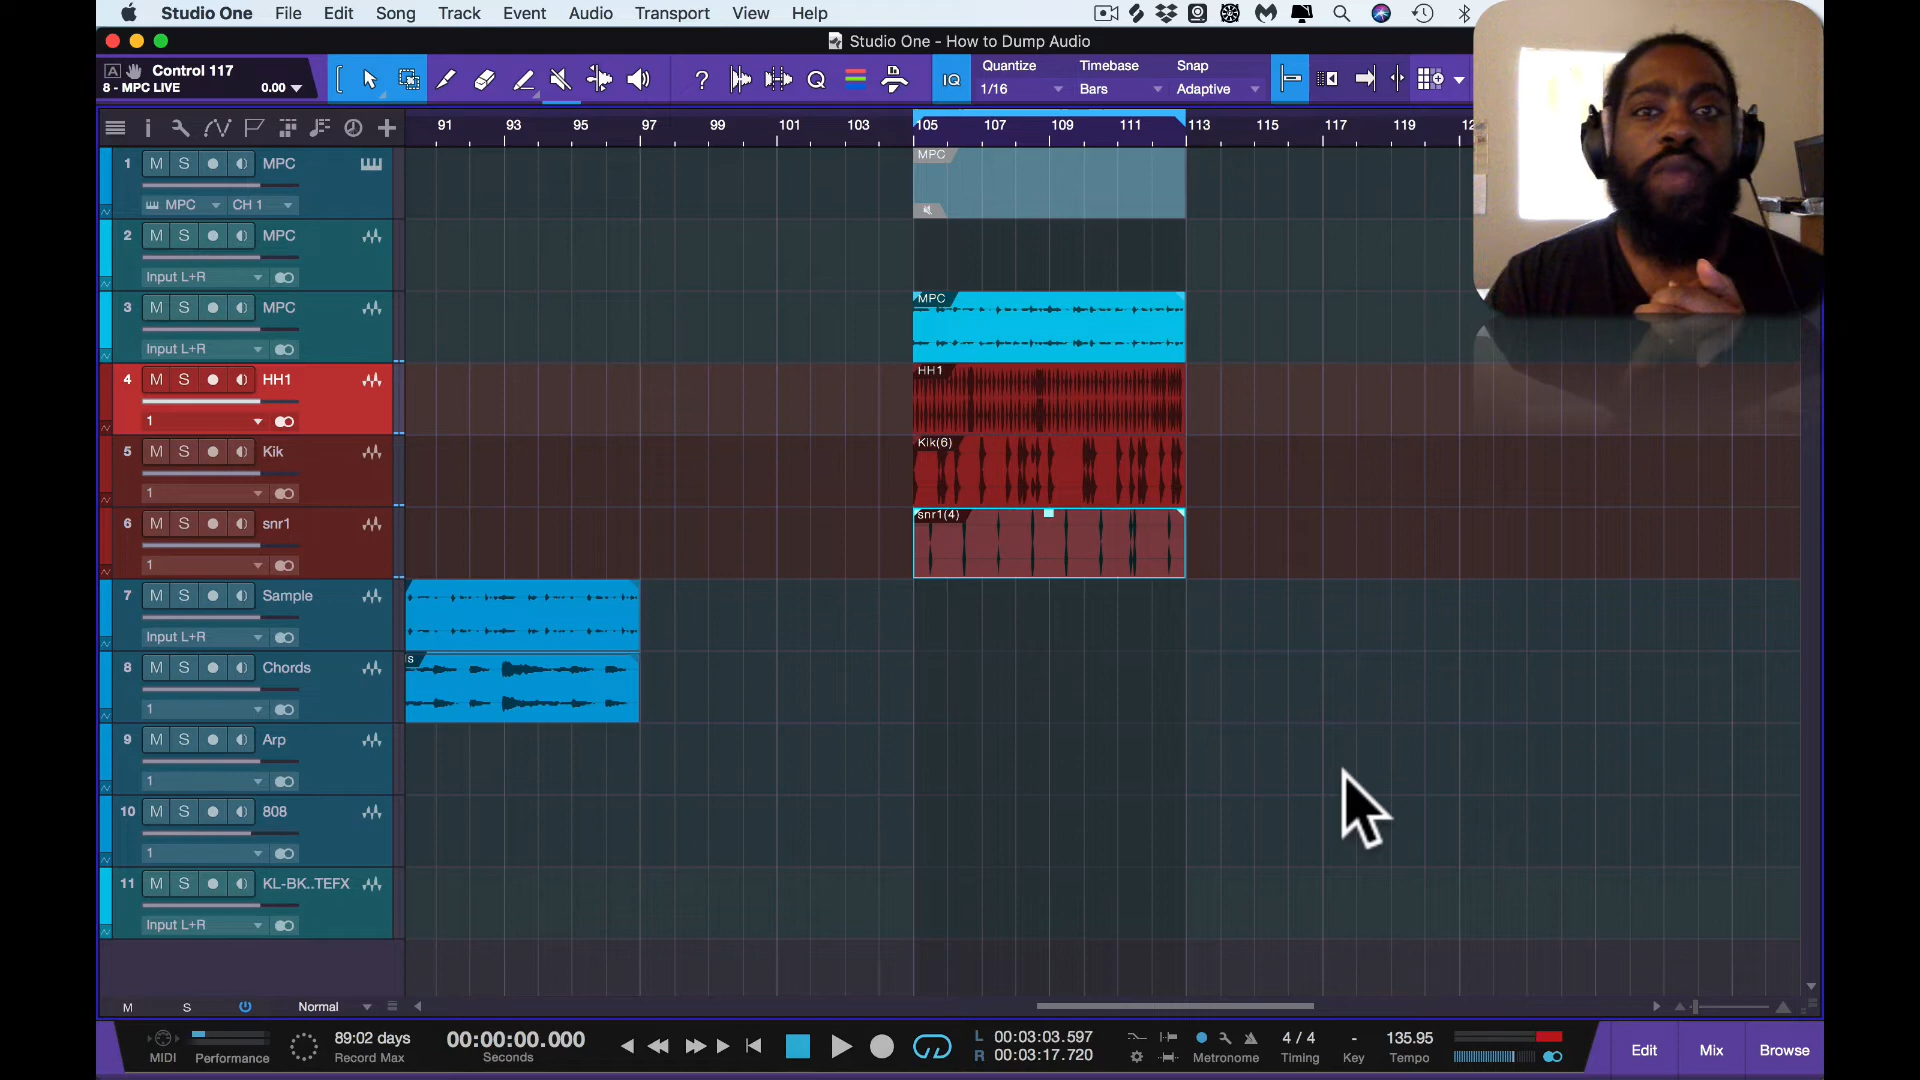 Studio One File Edit Song Track Event Audio Transport View Help
Studio One - How to Dump Audio
A Control 117
8 - MPC LIVE 0.00
? Q IQ
Quantize Timebase Snap
1/16 Bars Adaptive
91 93 95 97 99 101 103 105 107 109 111 113 115 117 119 12
1 M S MPC
MPC CH 1
MPC
2 M S MPC
Input L+R
3 M S MPC
Input L+R
MPC
4 M S HH1
1
HH1
5 M S Kik
1
Kik(6)
6 M S snr1
1
snr1(4)
7 M S Sample
Input L+R
8 M S Chords
1
ls
9 M S Arp
1
10 M S 808
1
11 M S KL-BK..TEFX
Input L+R
M S Normal
MIDI Performance
89:02 days
Record Max
00:00:00.000
Seconds
L 00:03:03.597
R 00:03:17.720
Metronome
4 / 4
Timing
-
Key
135.95
Tempo
Edit Mix Browse